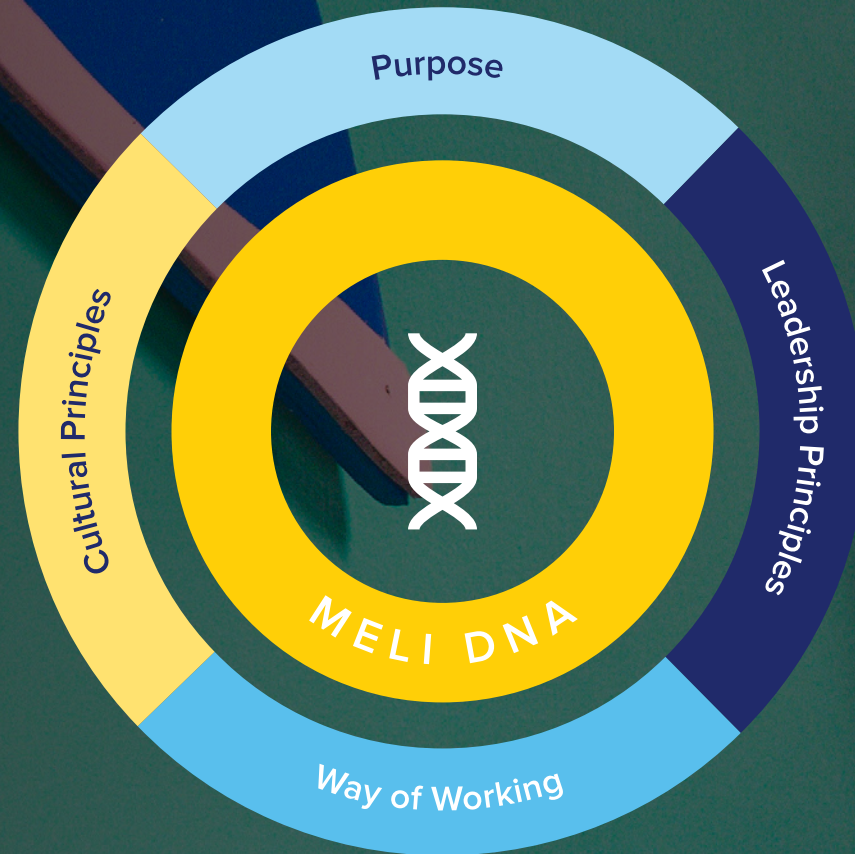 Purpose
Leadership Principles
Way of Working
Cultural Principles
MELI DNA